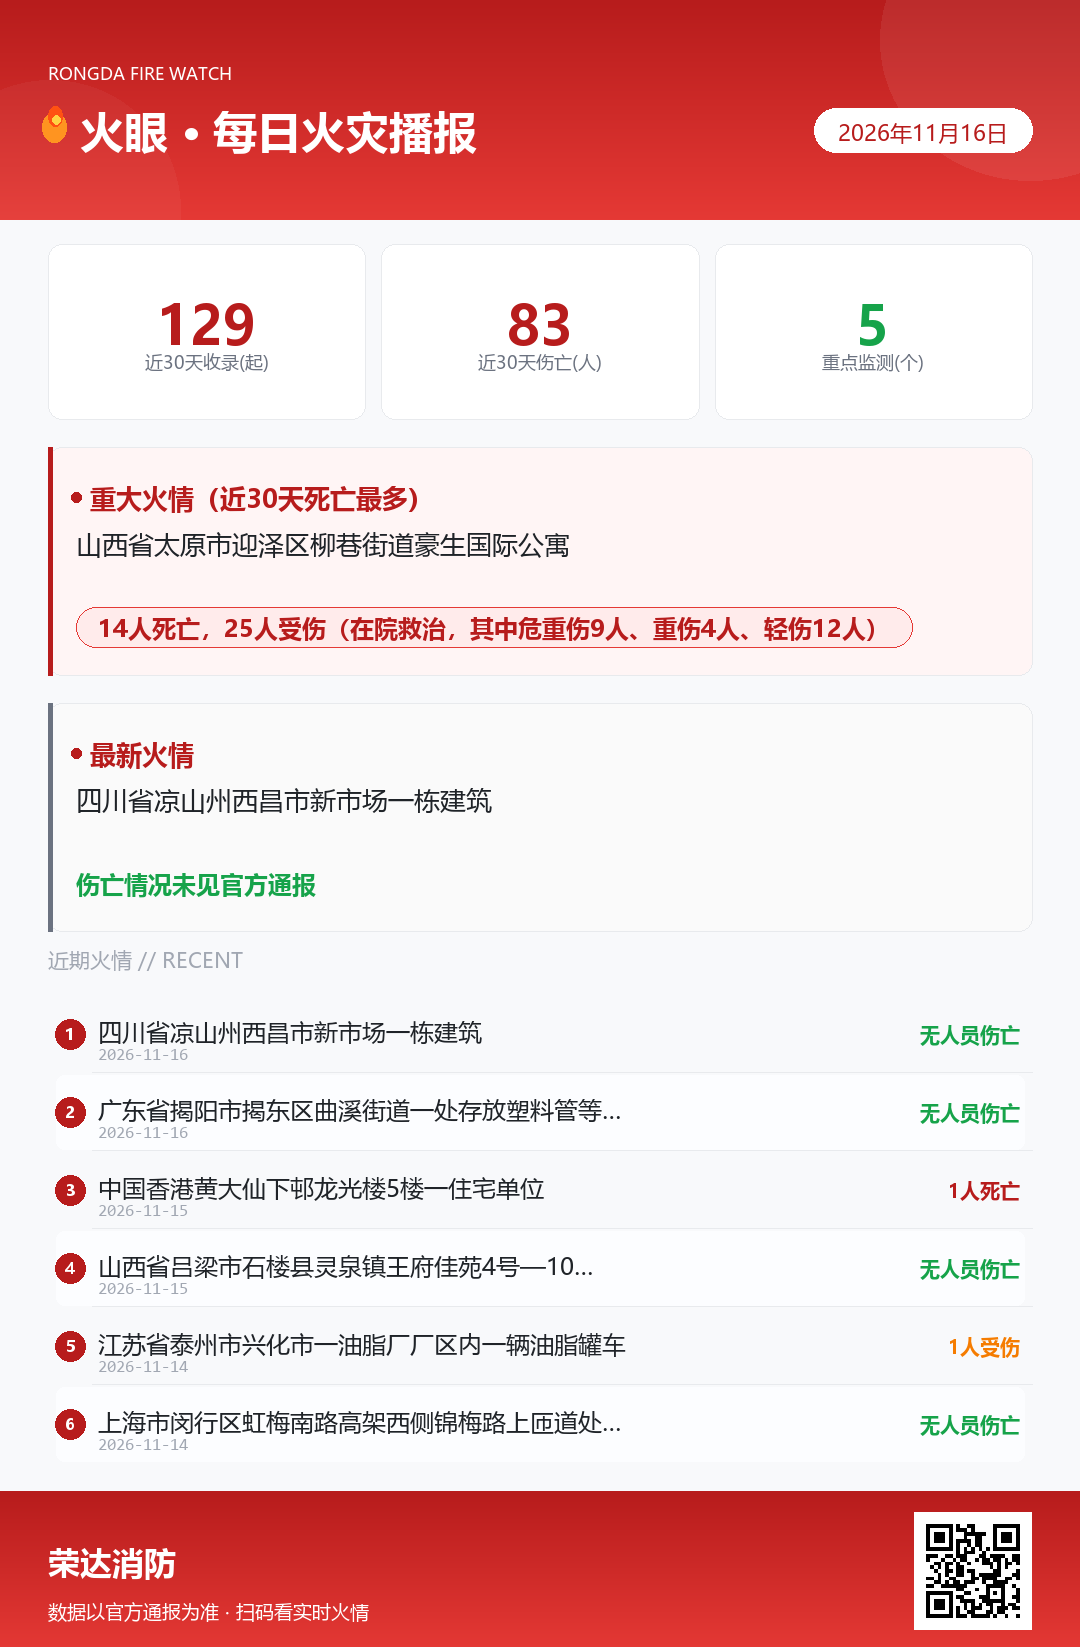 RONGDA FIRE WATCH
火眼·每日火灾播报
2026年11月16日
129
近30天收录(起)
83
近30天伤亡(人)
5
重点监测(个)
重大火情（近30天死亡最多）
山西省太原市迎泽区柳巷街道豪生国际公寓
14人死亡，25人受伤（在院救治，其中危重伤9人、重伤4人、轻伤12人）
最新火情
四川省凉山州西昌市新市场一栋建筑
伤亡情况未见官方通报
近期火情 // RECENT
1 四川省凉山州西昌市新市场一栋建筑 无人员伤亡
2026-11-16
2 广东省揭阳市揭东区曲溪街道一处存放塑料管等... 无人员伤亡
2026-11-16
3 中国香港黄大仙下邨龙光楼5楼一住宅单位 1人死亡
2026-11-15
4 山西省吕梁市石楼县灵泉镇王府佳苑4号—10... 无人员伤亡
2026-11-15
5 江苏省泰州市兴化市一油脂厂厂区内一辆油脂罐车 1人受伤
2026-11-14
6 上海市闵行区虹梅南路高架西侧锦梅路上匝道处... 无人员伤亡
2026-11-14
荣达消防
数据以官方通报为准 · 扫码看实时火情